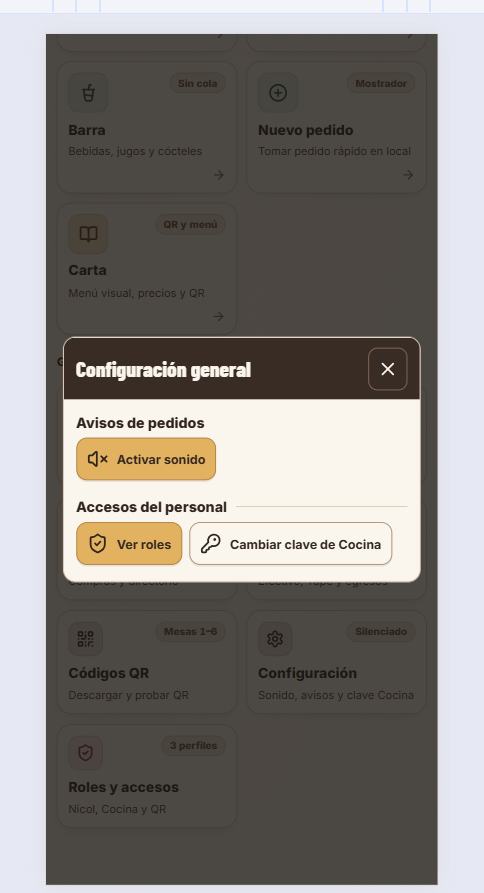 Sin cola
Mostrador
Barra
Nuevo pedido
Bebidas, jugos y cócteles
Tomar pedido rápido en local
QR y menú
Carta
Menú visual, precios y QR
Configuración general
Avisos de pedidos
Activar sonido
Accesos del personal
Ver roles
Cambiar clave de Cocina
Mesas 1–6
Silenciado
Códigos QR
Configuración
Descargar y probar QR
Sonido, avisos y clave Cocina
3 perfiles
Roles y accesos
Nicol, Cocina y QR